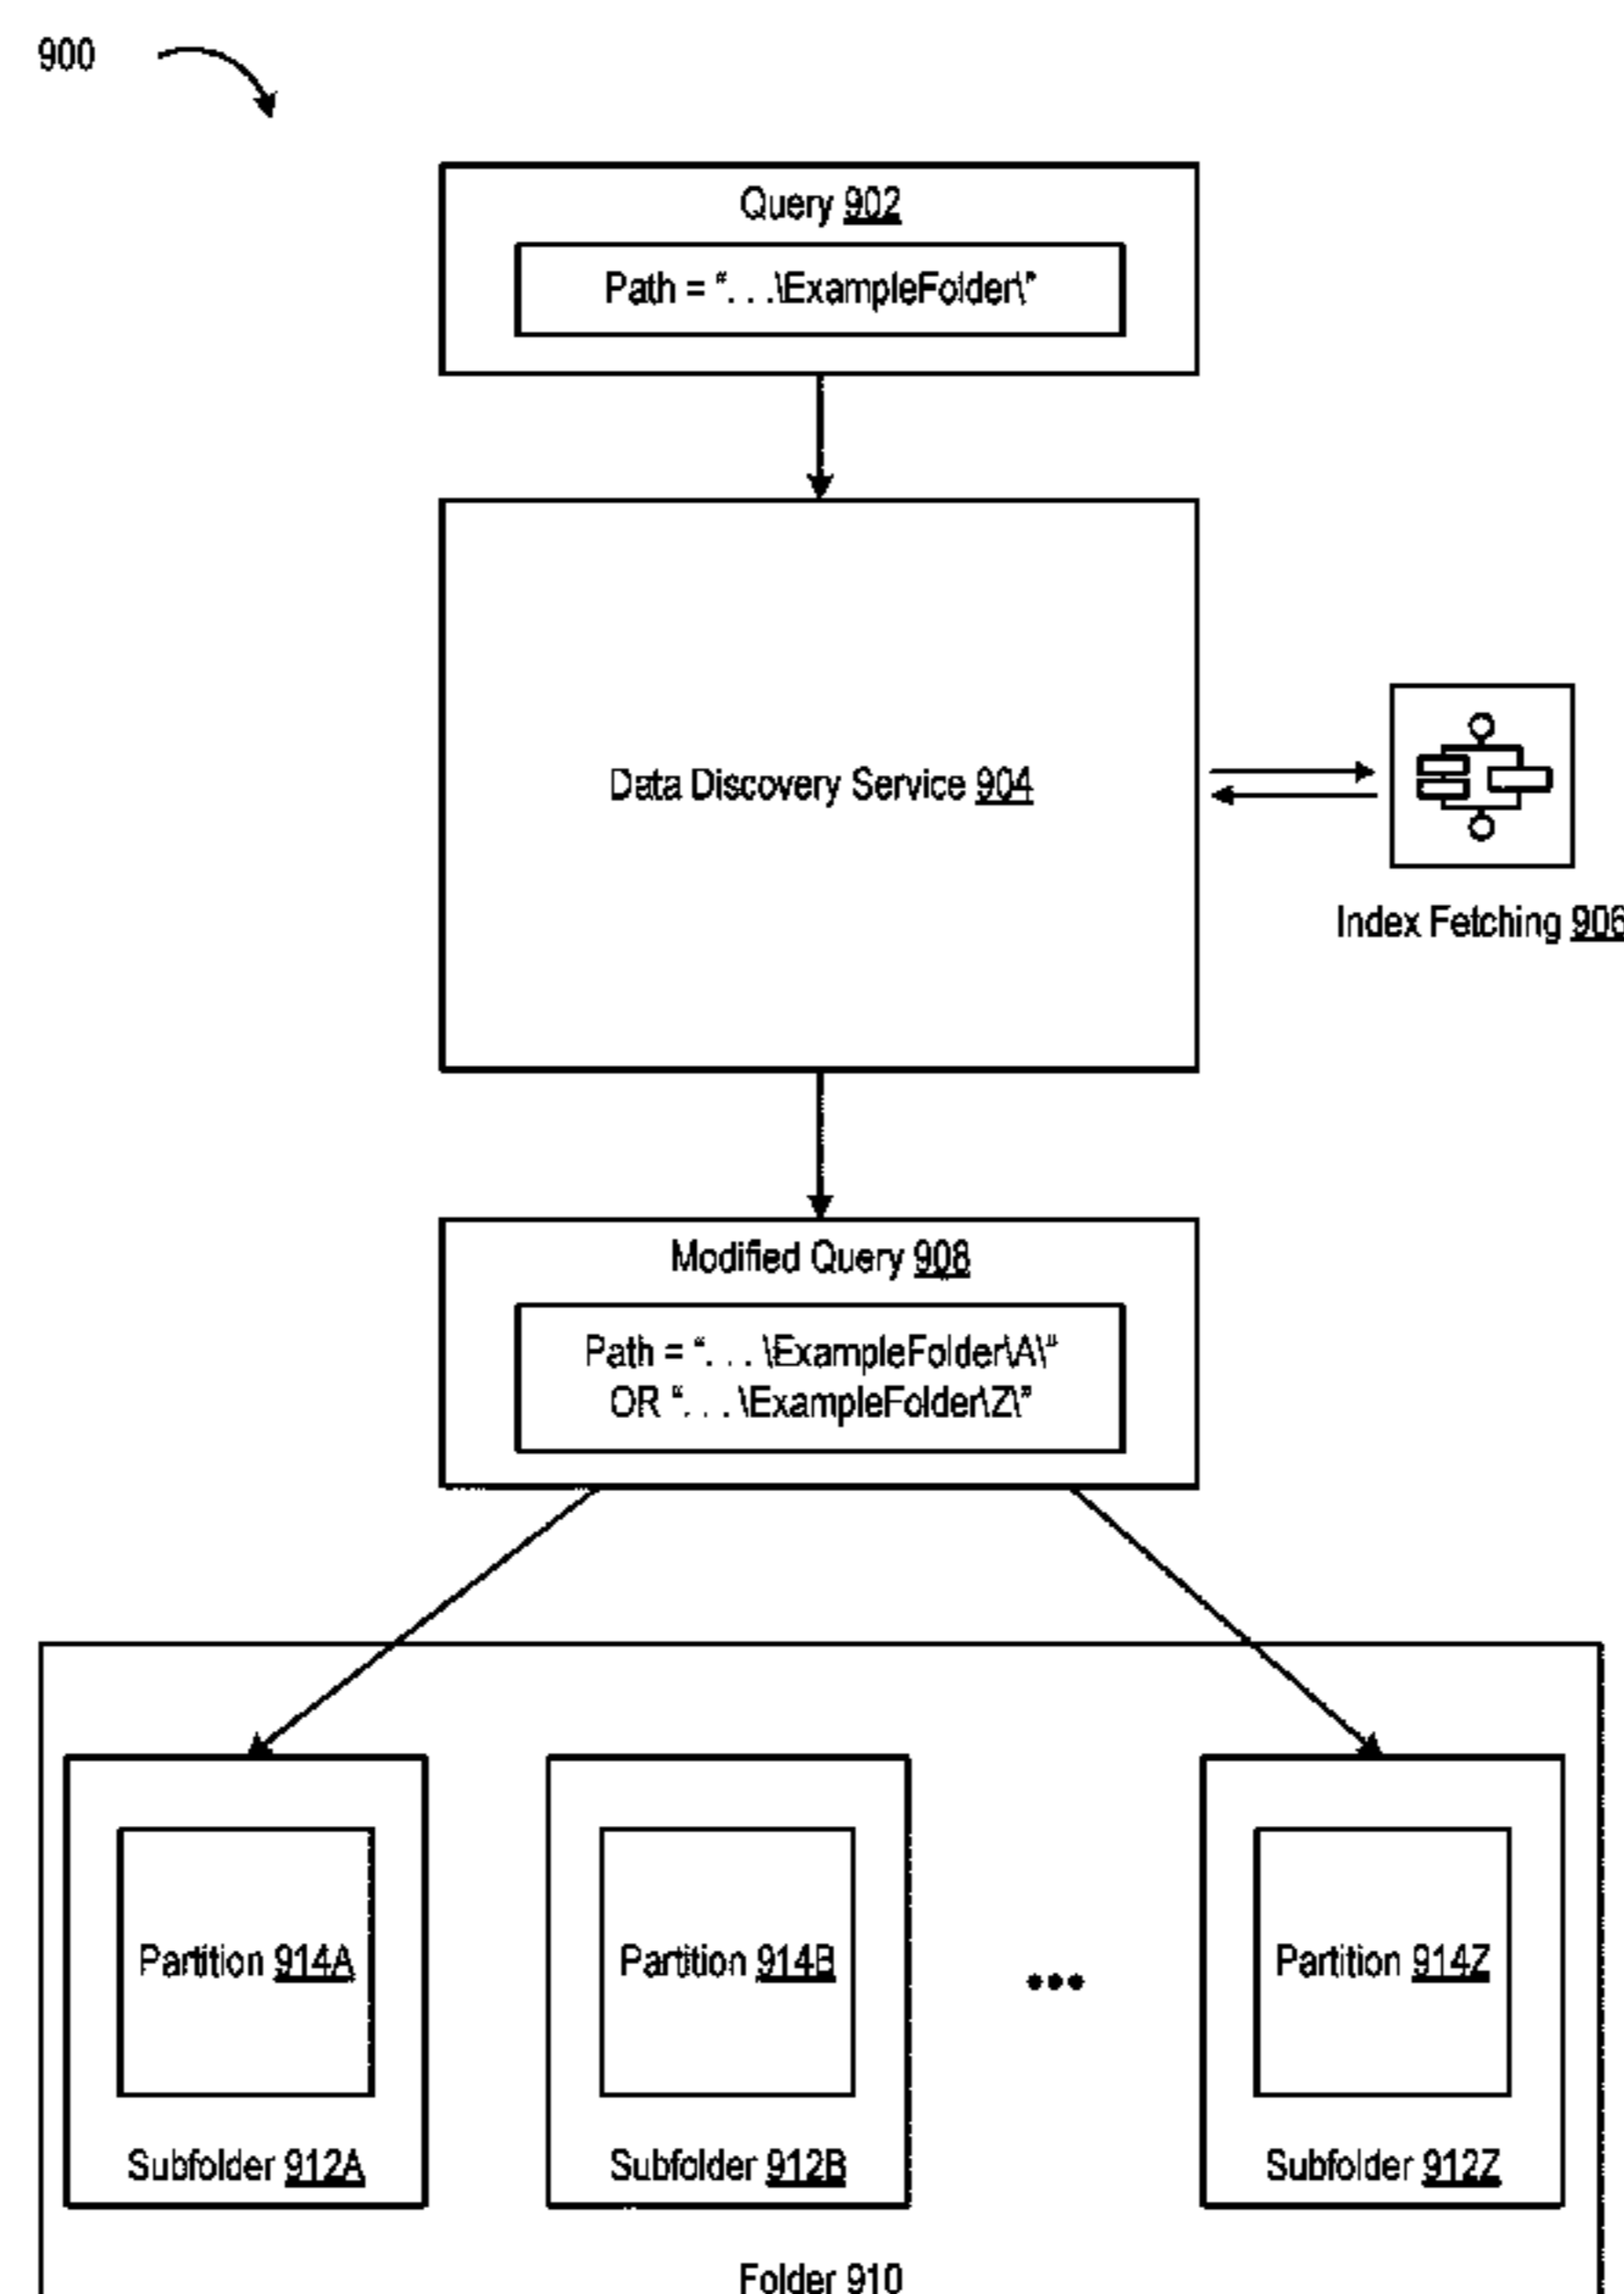 900
Query 902
Path = “. . .\ExampleFolder\”
Data Discovery Service 904
Index Fetching 906
Modified Query 908
Path = “. . . \ExampleFolder\A\”
OR “. . . \ExampleFolder\Z\”
Partition 914A
Partition 914B
Partition 914Z
Subfolder 912A
Subfolder 912B
Subfolder 912Z
Folder 910